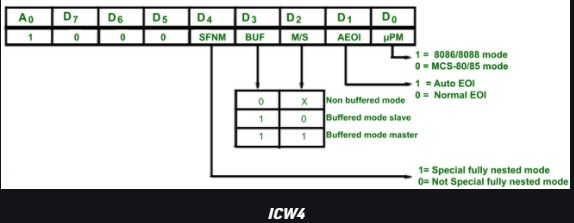 A0 D7 D6 D5 D4 D3 D2 D1 D0
1 0 0 0 SFNM BUF M/S AEOI µPM
1 = 8086/8088 mode
0 = MCS-80/85 mode
1 = Auto EOI
0 = Normal EOI
0 X Non buffered mode
1 0 Buffered mode slave
1 1 Buffered mode master
1= Special fully nested mode
0= Not Special fully nested mode
ICW4